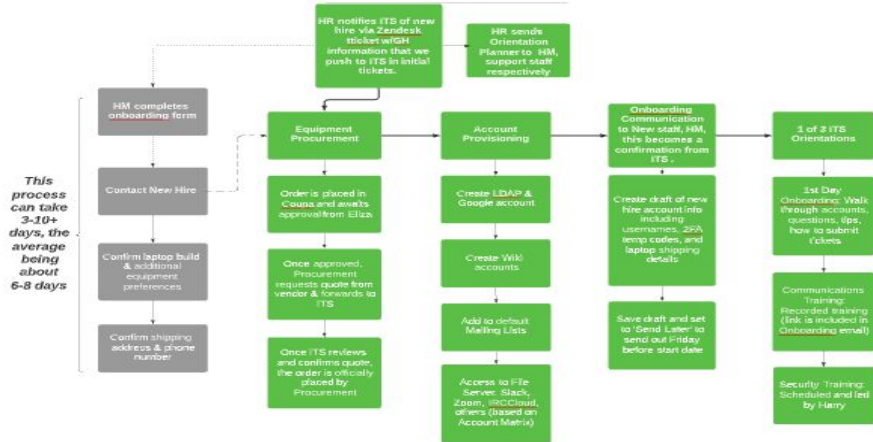 HR notifies ITS of new
hire via Zendesk
ticket w/GH
information that we
push to ITS in initial
tickets.
HR sends
Orientation
Planner to HM,
support staff
respectively
This
process
can take
3-10+
days, the
average
being
about
6-8 days
HM completes
onboarding form
Contact New Hire
Confirm laptop build
& additional
equipment
preferences
Confirm shipping
address & phone
number
Equipment
Procurement
Order is placed in
Coupa and awaits
approval from Eliza
Once approved,
Procurement
requests quote from
vendor & forwards to
ITS
Once ITS reviews
and confirms quote,
the order is officially
placed by
Procurement
Account
Provisioning
Create LDAP &
Google account
Create Wiki
accounts
Add to default
Mailing Lists
Access to File
Server, Slack,
Zoom, IRCCloud,
others (based on
Account Matrix)
Onboarding
Communication
to New staff, HM,
this becomes a
confirmation from
ITS .
Create draft of new
hire account info
including
usernames, 2FA
temp codes, and
laptop shipping
details
Save draft and set
to 'Send Later' to
send out Friday
before start date
1 of 3 ITS
Orientations
1st Day
Onboarding: Walk
through accounts,
questions, tips,
how to submit
tickets
Communications
Training:
Recorded training
(link is included in
Onboarding email)
Security Training:
Scheduled and led
by Harry